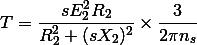 T = \frac{sE_2^2 R_2}{R_2^2 + (sX_2)^2} \times \frac{3}{2\pi n_s}